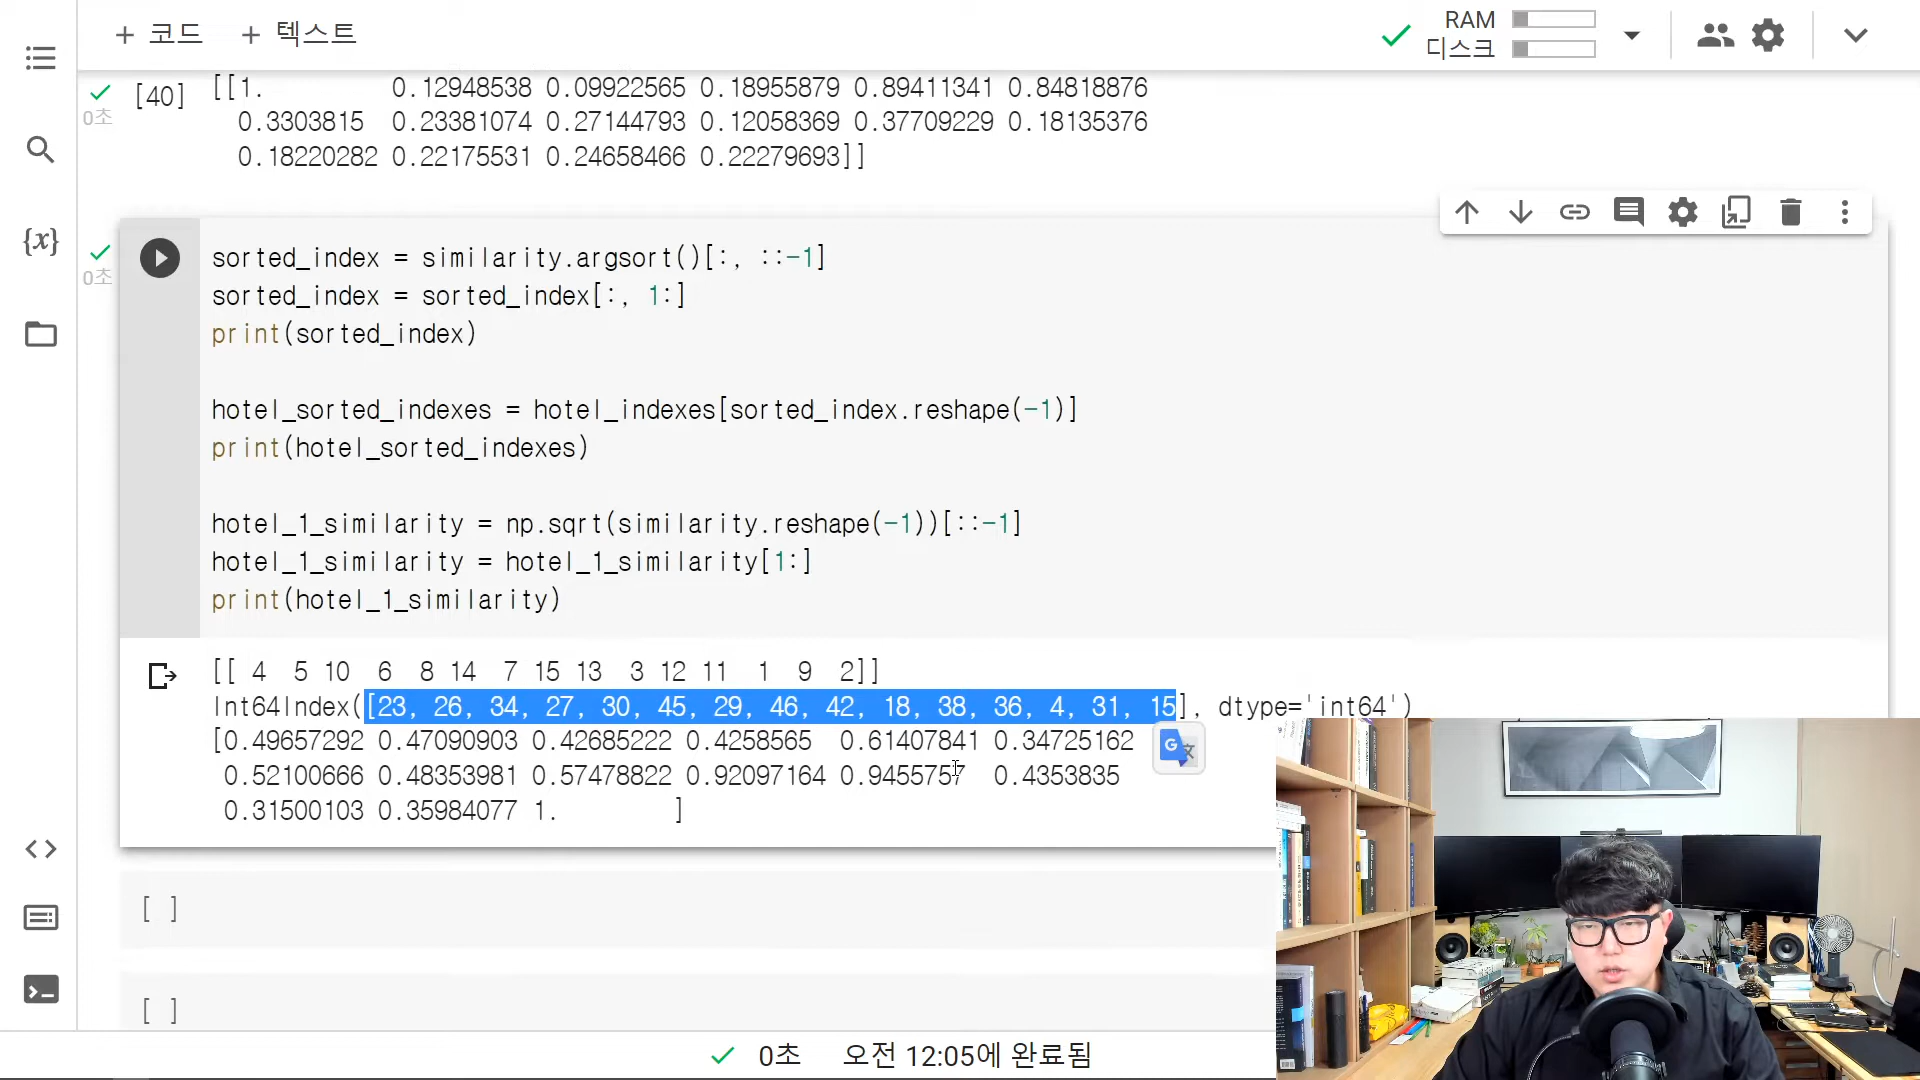 + 코드 + 텍스트
RAM
디스크
[40]
0초
[[1. 0.12948538 0.09922565 0.18955879 0.89411341 0.84818876
0.3303815 0.23381074 0.27144793 0.12058369 0.37709229 0.18135376
0.18220282 0.22175531 0.24658466 0.22279693]]
{x}
0초
sorted_index = similarity.argsort()[:, ::-1]
sorted_index = sorted_index[:, 1:]
print(sorted_index)
hotel_sorted_indexes = hotel_indexes[sorted_index.reshape(-1)]
print(hotel_sorted_indexes)
hotel_1_similarity = np.sqrt(similarity.reshape(-1))[::-1]
hotel_1_similarity = hotel_1_similarity[1:]
print(hotel_1_similarity)
[[ 4 5 10 6 8 14 7 15 13 3 12 11 1 9 2]]
Int64Index([23, 26, 34, 27, 30, 45, 29, 46, 42, 18, 38, 36, 4, 31, 15], dtype='int64')
[0.49657292 0.47090903 0.42685222 0.4258565 0.61407841 0.34725162
0.52100666 0.48353981 0.57478822 0.92097164 0.9455757 0.4353835
0.31500103 0.35984077 1. ]
[ ]
[ ]
0초 오전 12:05에 완료됨